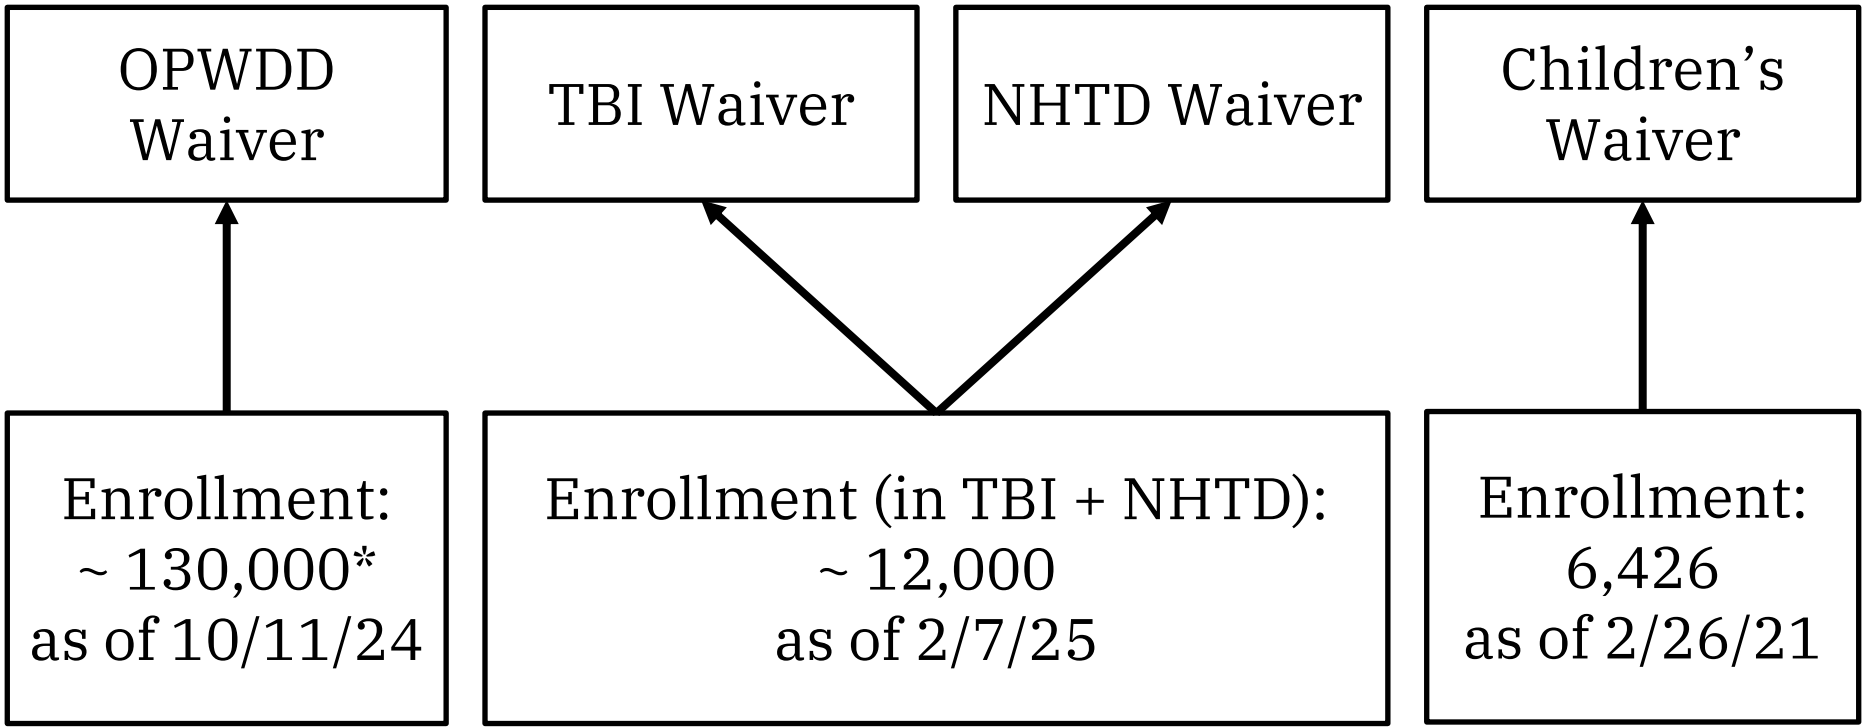 OPWDD
Waiver
TBI Waiver
NHTD Waiver
Children’s
Waiver
Enrollment:
~ 130,000*
as of 10/11/24
Enrollment (in TBI + NHTD):
~ 12,000
as of 2/7/25
Enrollment:
6,426
as of 2/26/21